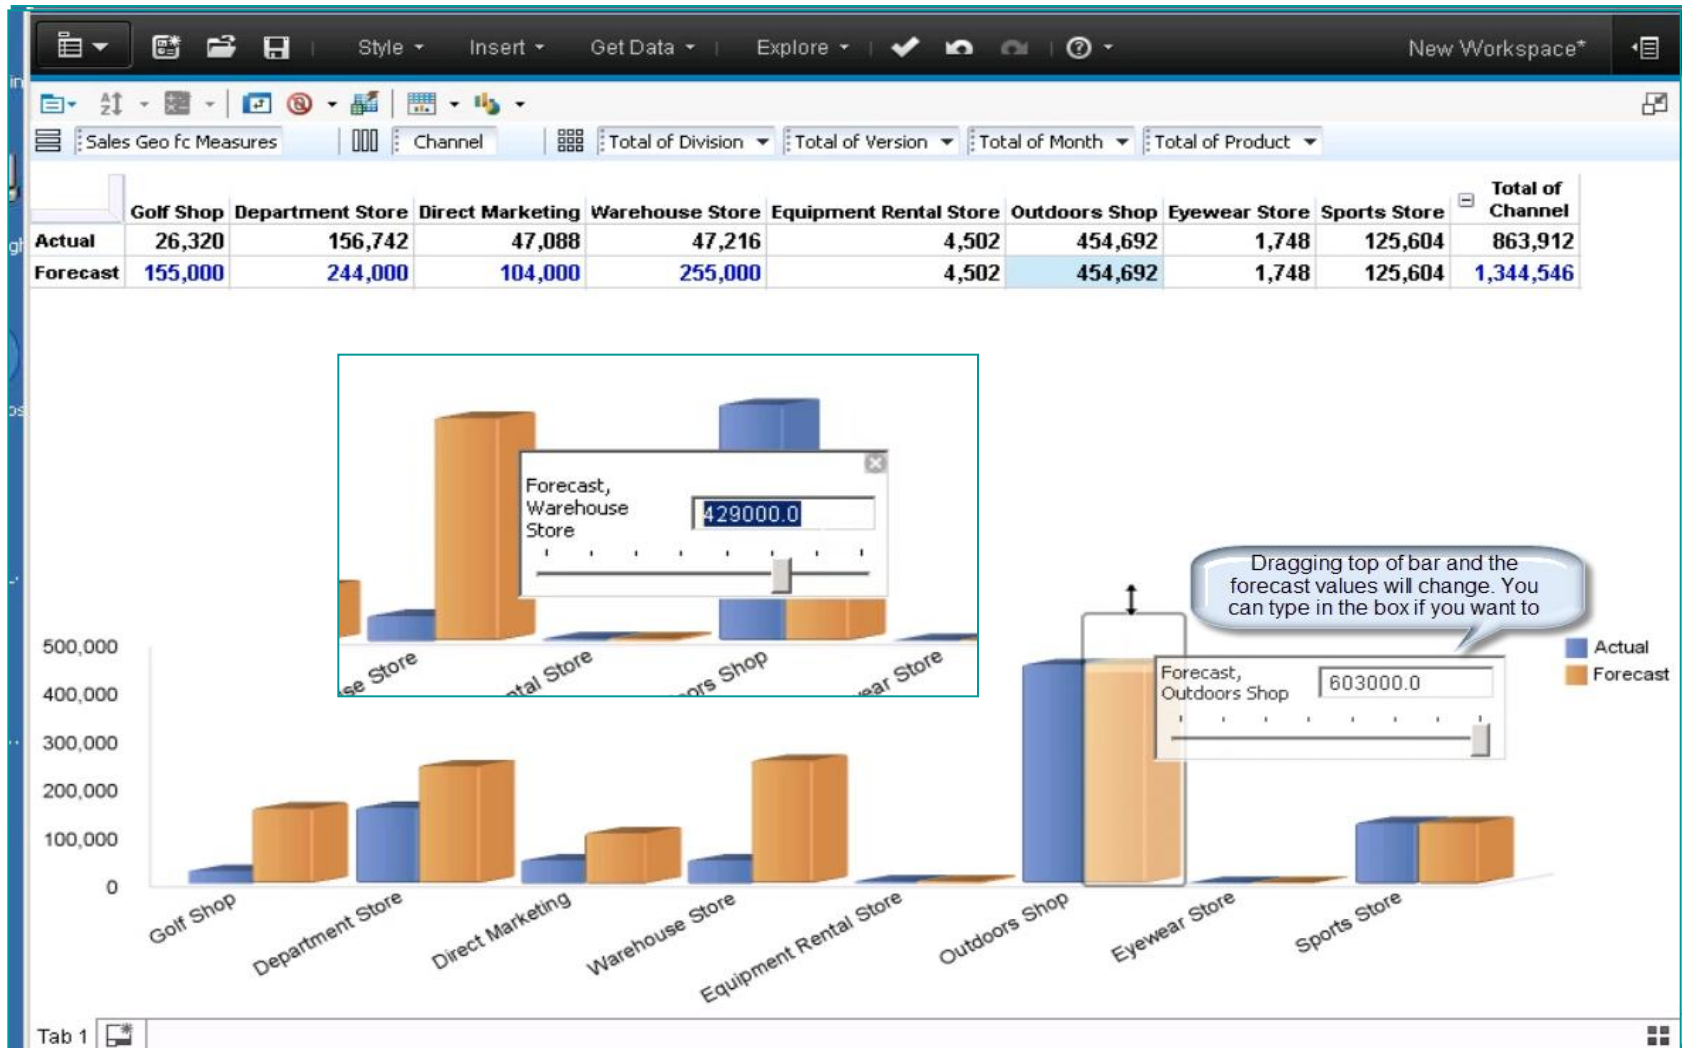 Style
Insert
Get Data
Explore
New Workspace*
Sales Geo fc Measures
Channel
Total of Division
Total of Version
Total of Month
Total of Product
Golf Shop Department Store Direct Marketing Warehouse Store Equipment Rental Store Outdoors Shop Eyewear Store Sports Store Total of Channel
Actual 26,320 156,742 47,088 47,216 4,502 454,692 1,748 125,604 863,912
Forecast 155,000 244,000 104,000 255,000 4,502 454,692 1,748 125,604 1,344,546
Forecast,
Warehouse
Store
429000.0
se Store
ntal Store
ors Shop
ear Store
Dragging top of bar and the
forecast values will change. You
can type in the box if you want to
Actual
Forecast
Forecast,
Outdoors Shop
603000.0
500,000
400,000
300,000
200,000
100,000
0
Golf Shop
Department Store
Direct Marketing
Warehouse Store
Equipment Rental Store
Outdoors Shop
Eyewear Store
Sports Store
Tab 1